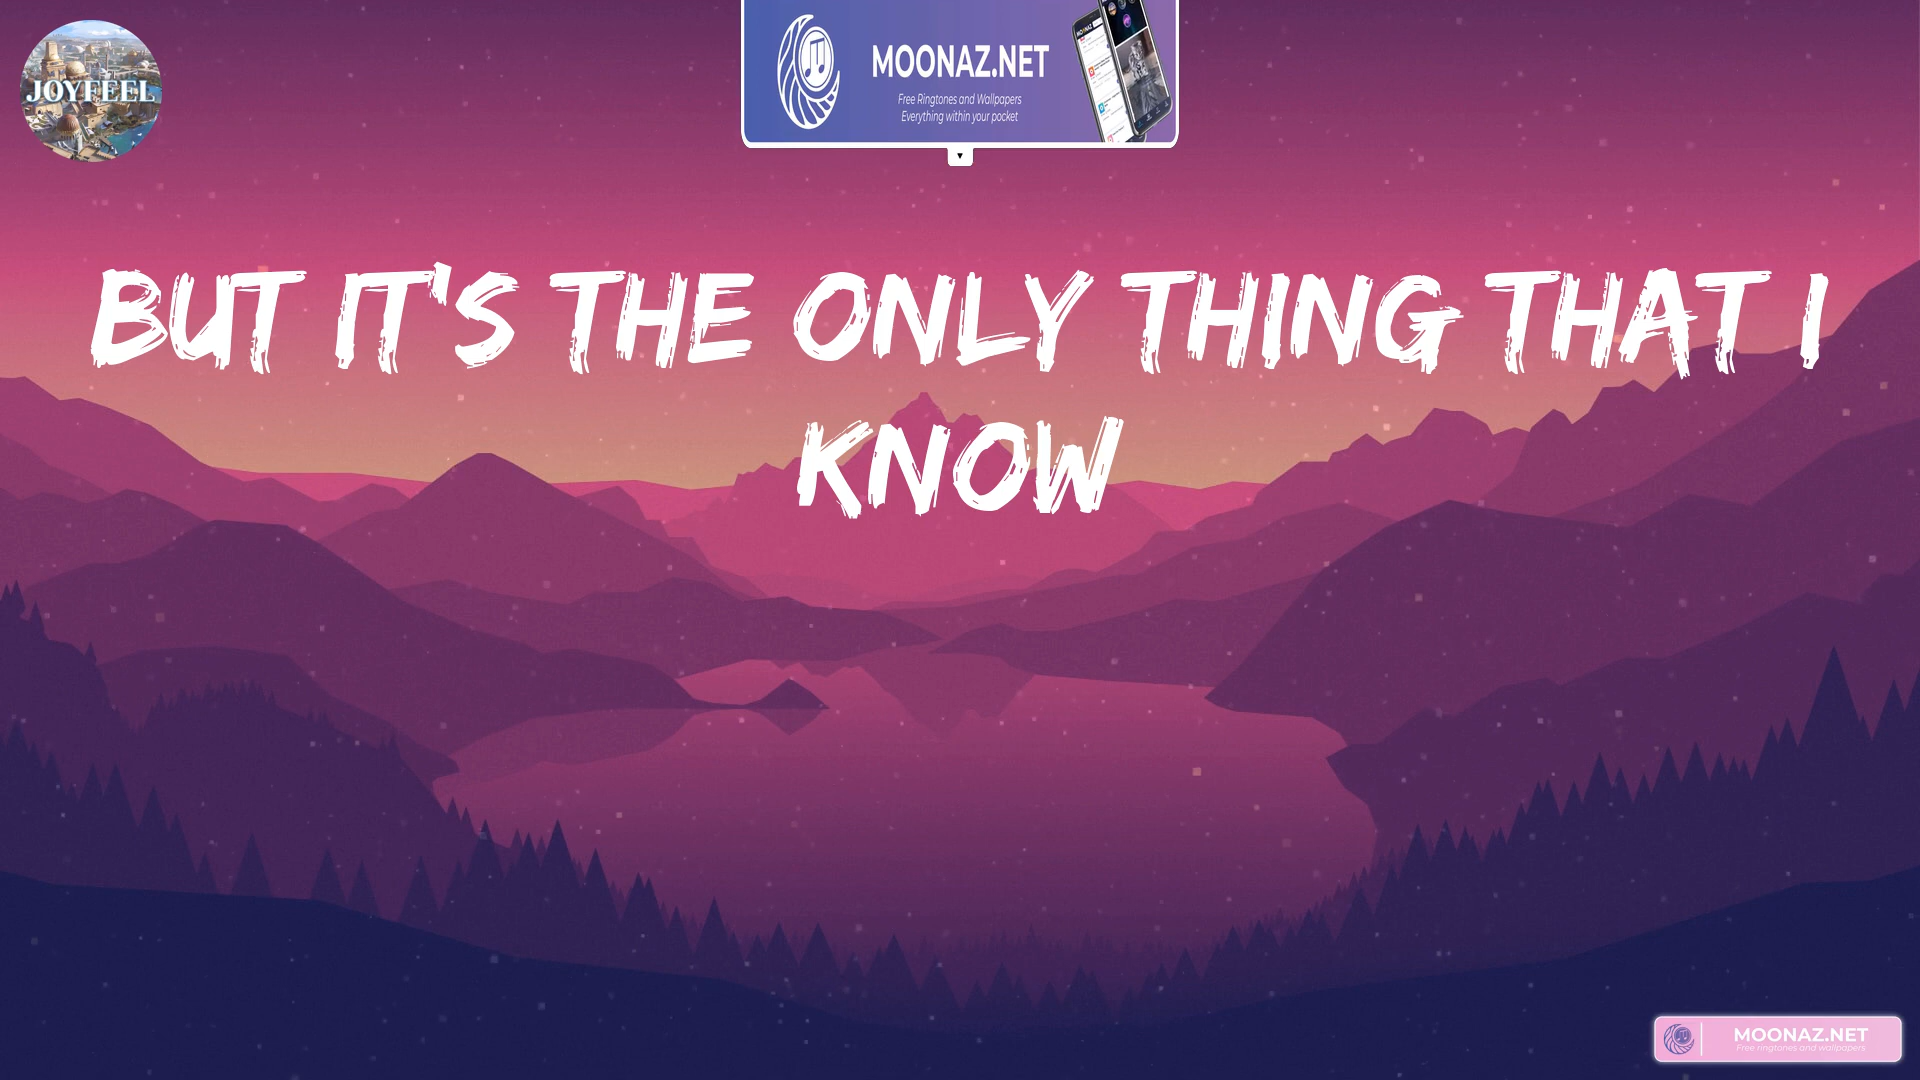 JOYFEEL
MOONAZ.NET
Free Ringtones and Wallpapers
Everything within your pocket
BUT IT'S THE ONLY THING THAT I
KNOW
MOONAZ.NET
Free ringtones and wallpapers